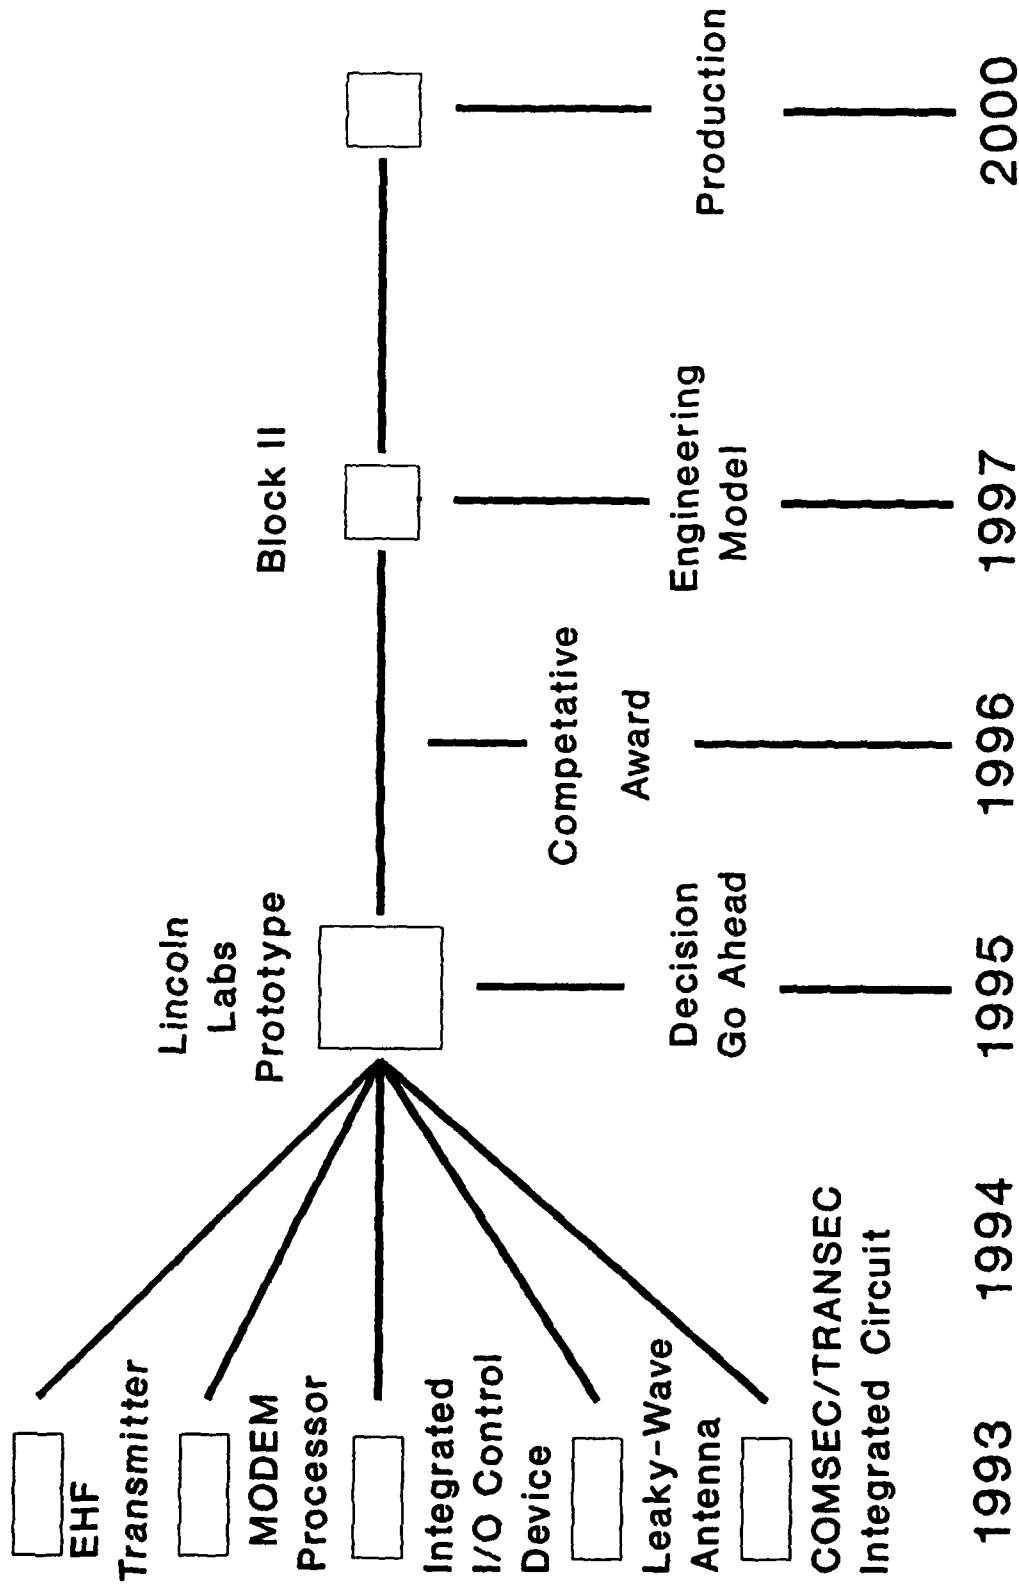 EHF
Transmitter
MODEM
Processor
Integrated
I/O Control
Device
Leaky-Wave
Antenna
COMSEC/TRANSEC
Integrated Circuit
Lincoln
Labs
Prototype
Block II
Decision
Go Ahead
Competative
Award
Engineering
Model
Production
1993
1994
1995
1996
1997
2000